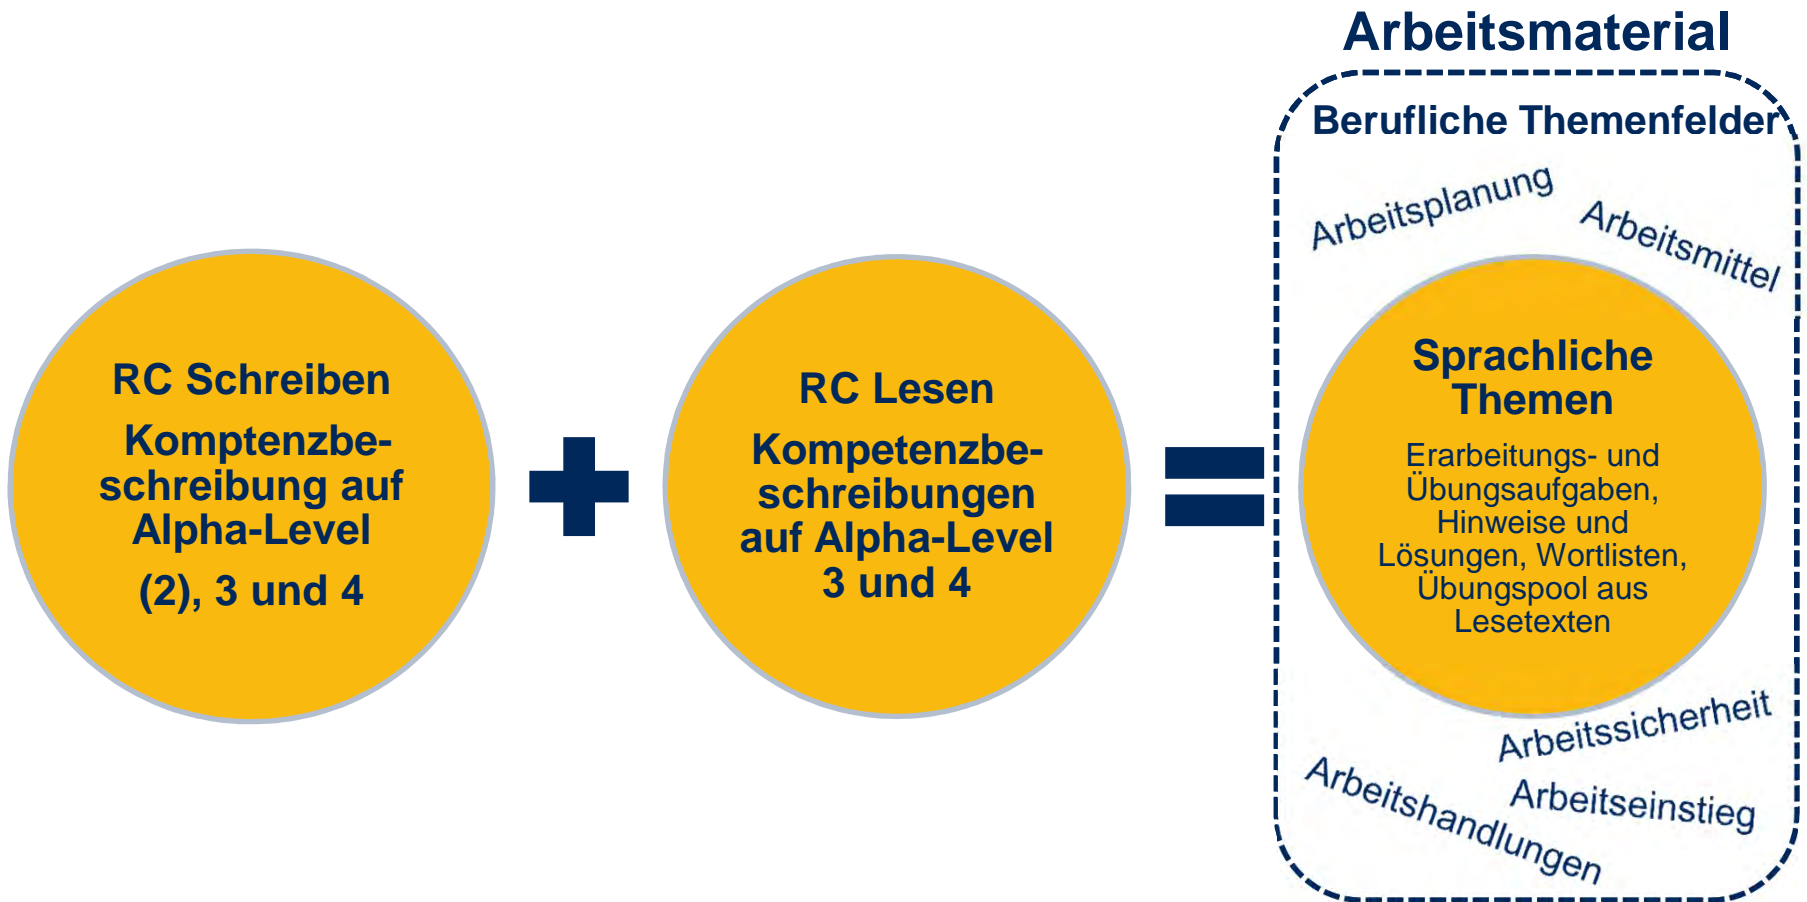 Arbeitsmaterial
Berufliche Themenfelder
Arbeitsplanung
Arbeitsmittel
RC Schreiben
Komptenzbe-
schreibung auf
Alpha-Level
(2), 3 und 4
RC Lesen
Kompetenzbe-
schreibungen
auf Alpha-Level
3 und 4
Sprachliche
Themen
Erarbeitungs- und
Übungsaufgaben,
Hinweise und
Lösungen, Wortlisten,
Übungspool aus
Lesetexten
Arbeitssicherheit
Arbeitseinstieg
Arbeitshandlungen